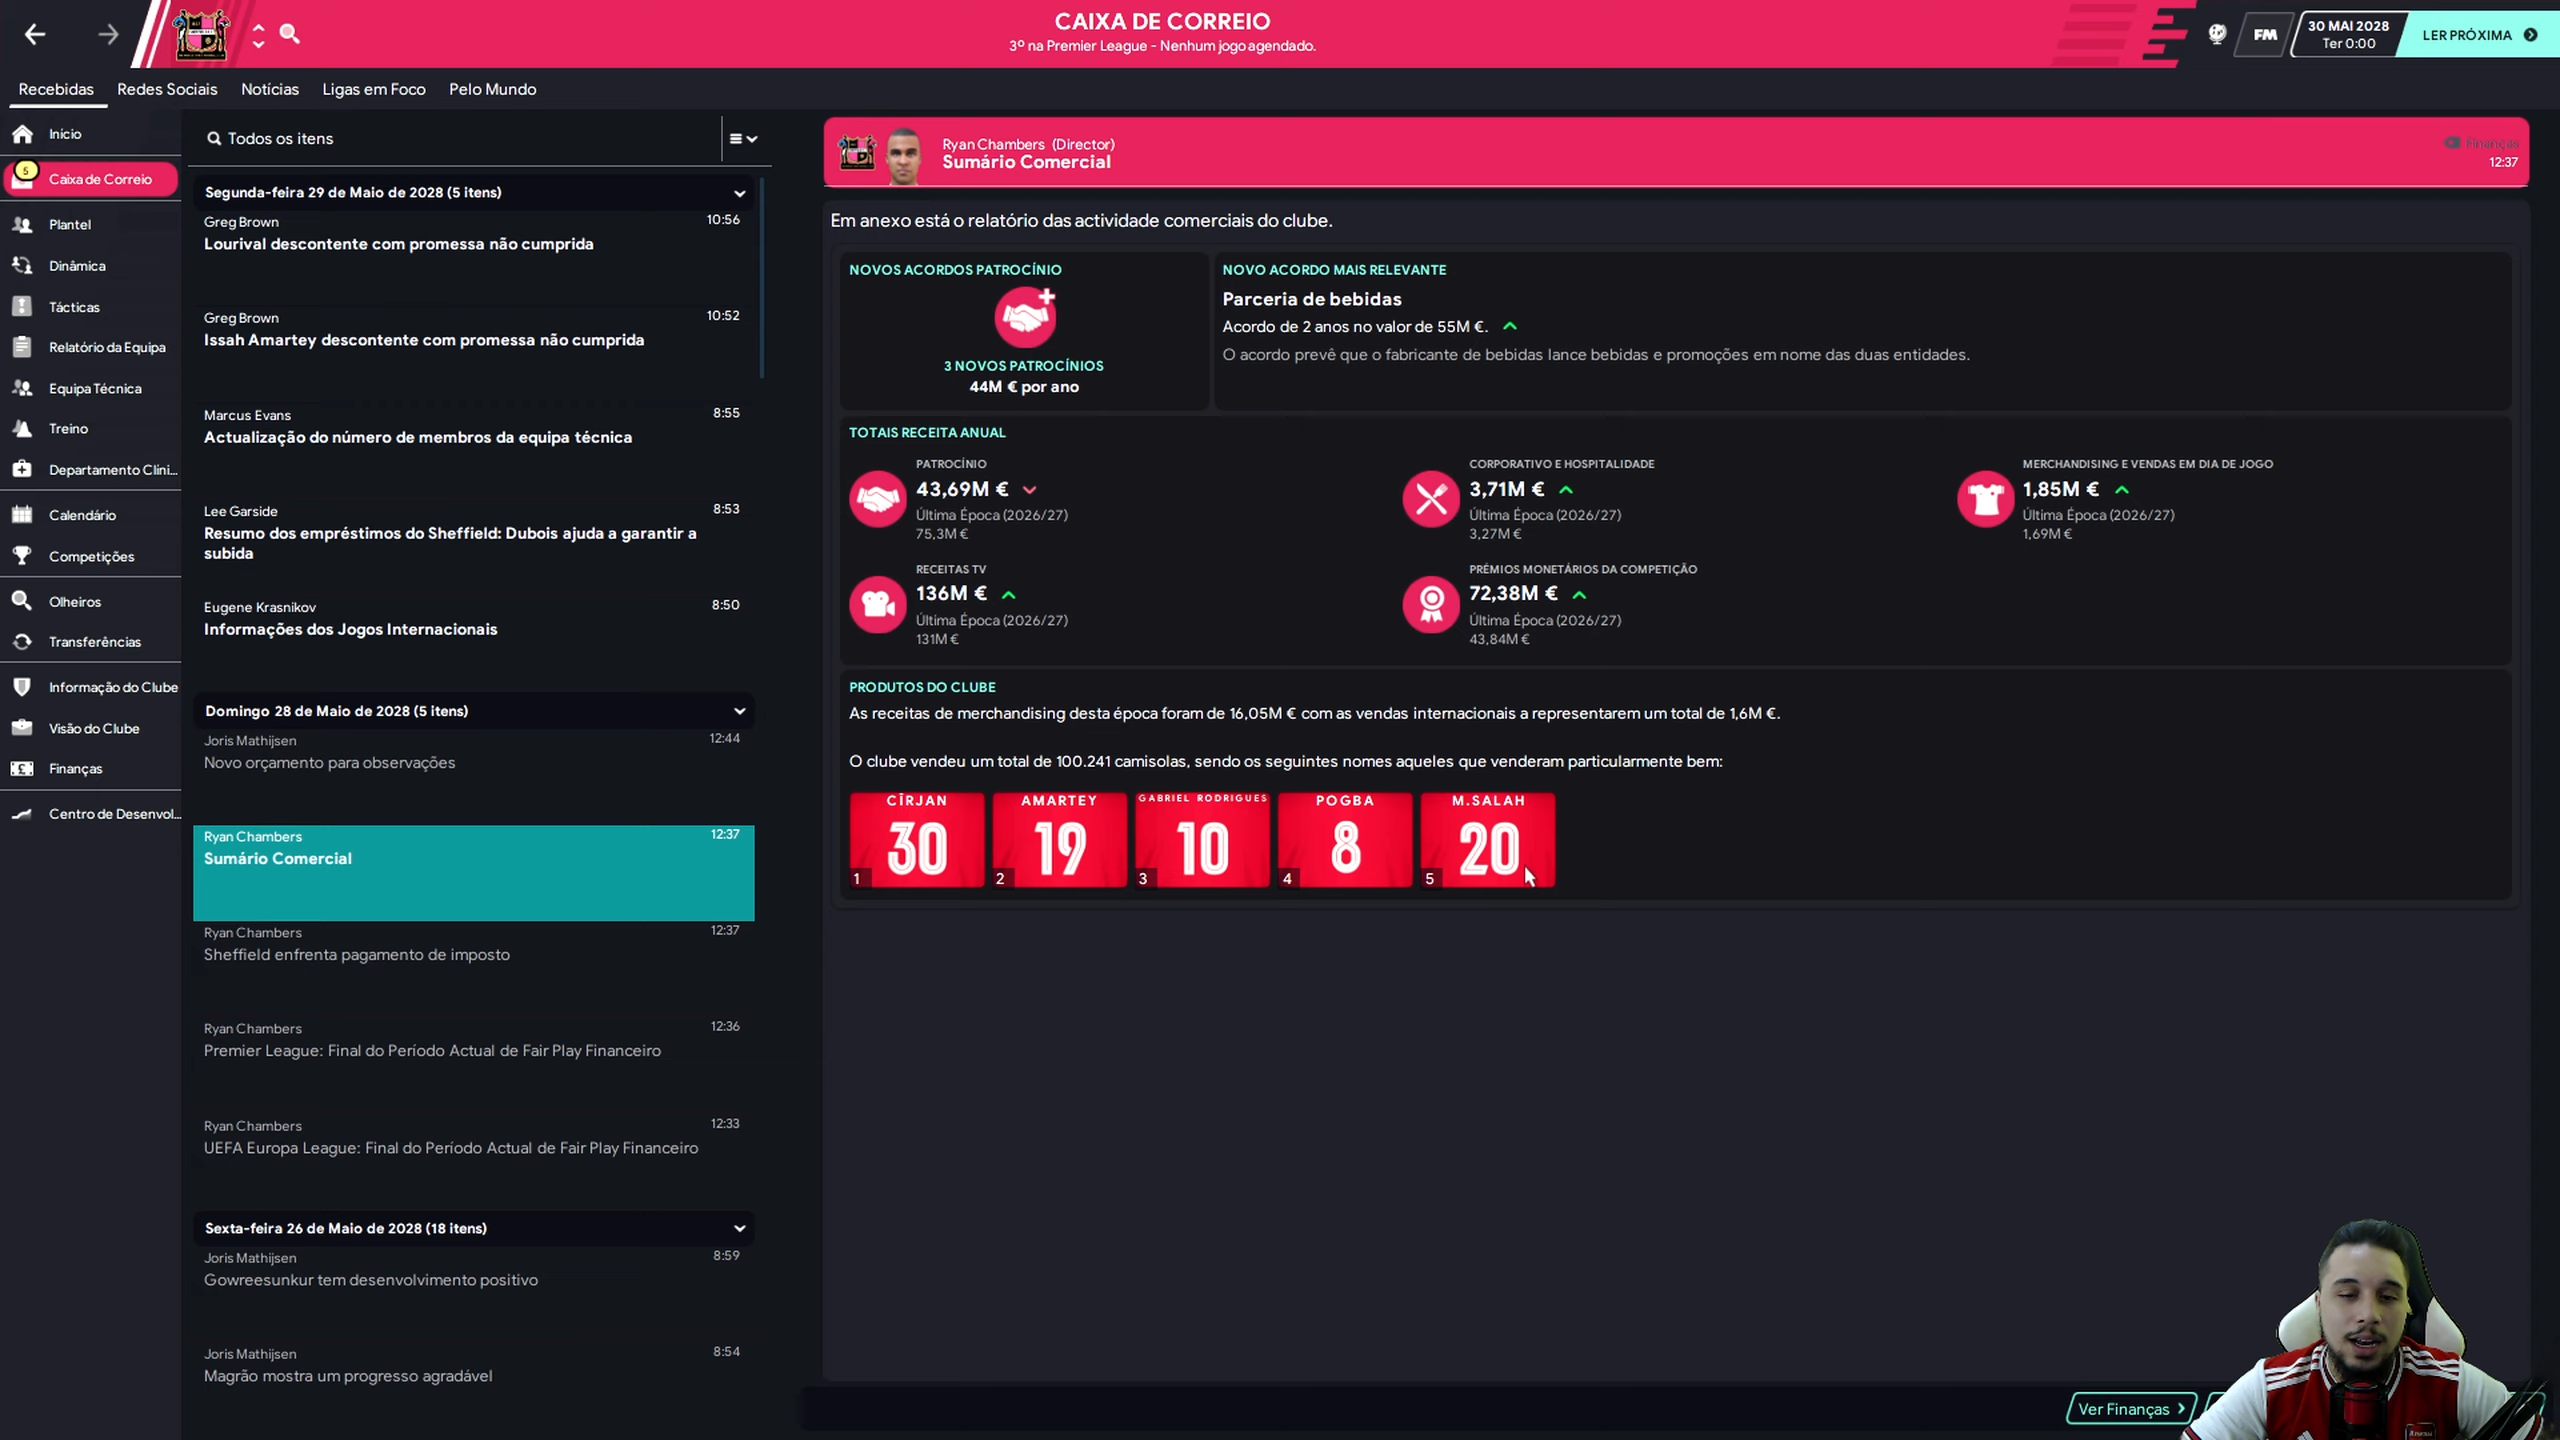 CAIXA DE CORREIO
3º na Premier League - Nenhum jogo agendado.
FM
30 MAI 2028
Ter 0:00
LER PRÓXIMA
Recebidas
Redes Sociais
Notícias
Ligas em Foco
Pelo Mundo
Início
5
Caixa de Correio
Plantel
Dinâmica
Tácticas
Relatório da Equipa
Equipa Técnica
Treino
Departamento Clíni...
Calendário
Competições
Olheiros
Transferências
Informação do Clube
Visão do Clube
Finanças
Centro de Desenvol...
Todos os itens
Segunda-feira 29 de Maio de 2028 (5 itens)
Greg Brown 10:56
Lourival descontente com promessa não cumprida
Greg Brown 10:52
Issah Amartey descontente com promessa não cumprida
Marcus Evans 8:55
Actualização do número de membros da equipa técnica
Lee Garside 8:53
Resumo dos empréstimos do Sheffield: Dubois ajuda a garantir a
subida
Eugene Krasnikov 8:50
Informações dos Jogos Internacionais
Domingo 28 de Maio de 2028 (5 itens)
Joris Mathijsen 12:44
Novo orçamento para observações
Ryan Chambers 12:37
Sumário Comercial
Ryan Chambers 12:37
Sheffield enfrenta pagamento de imposto
Ryan Chambers 12:36
Premier League: Final do Período Actual de Fair Play Financeiro
Ryan Chambers 12:33
UEFA Europa League: Final do Período Actual de Fair Play Financeiro
Sexta-feira 26 de Maio de 2028 (18 itens)
Joris Mathijsen 8:59
Gowreesunkur tem desenvolvimento positivo
Joris Mathijsen 8:54
Magrão mostra um progresso agradável
Ryan Chambers (Director)
Sumário Comercial
Finanças
12:37
Em anexo está o relatório das actividade comerciais do clube.
NOVOS ACORDOS PATROCÍNIO
3 NOVOS PATROCÍNIOS
44M € por ano
NOVO ACORDO MAIS RELEVANTE
Parceria de bebidas
Acordo de 2 anos no valor de 55M €.
O acordo prevê que o fabricante de bebidas lance bebidas e promoções em nome das duas entidades.
TOTAIS RECEITA ANUAL
PATROCÍNIO
43,69M €
Última Época (2026/27)
75,3M €
CORPORATIVO E HOSPITALIDADE
3,71M €
Última Época (2026/27)
3,27M €
MERCHANDISING E VENDAS EM DIA DE JOGO
1,85M €
Última Época (2026/27)
1,69M €
RECEITAS TV
136M €
Última Época (2026/27)
131M €
PRÉMIOS MONETÁRIOS DA COMPETIÇÃO
72,38M €
Última Época (2026/27)
43,84M €
PRODUTOS DO CLUBE
As receitas de merchandising desta época foram de 16,05M € com as vendas internacionais a representarem um total de 1,6M €.
O clube vendeu um total de 100.241 camisolas, sendo os seguintes nomes aqueles que venderam particularmente bem:
CÎRJAN
30
1
AMARTEY
19
2
GABRIEL RODRIGUES
10
3
POGBA
8
4
M.SALAH
20
5
Ver Finanças